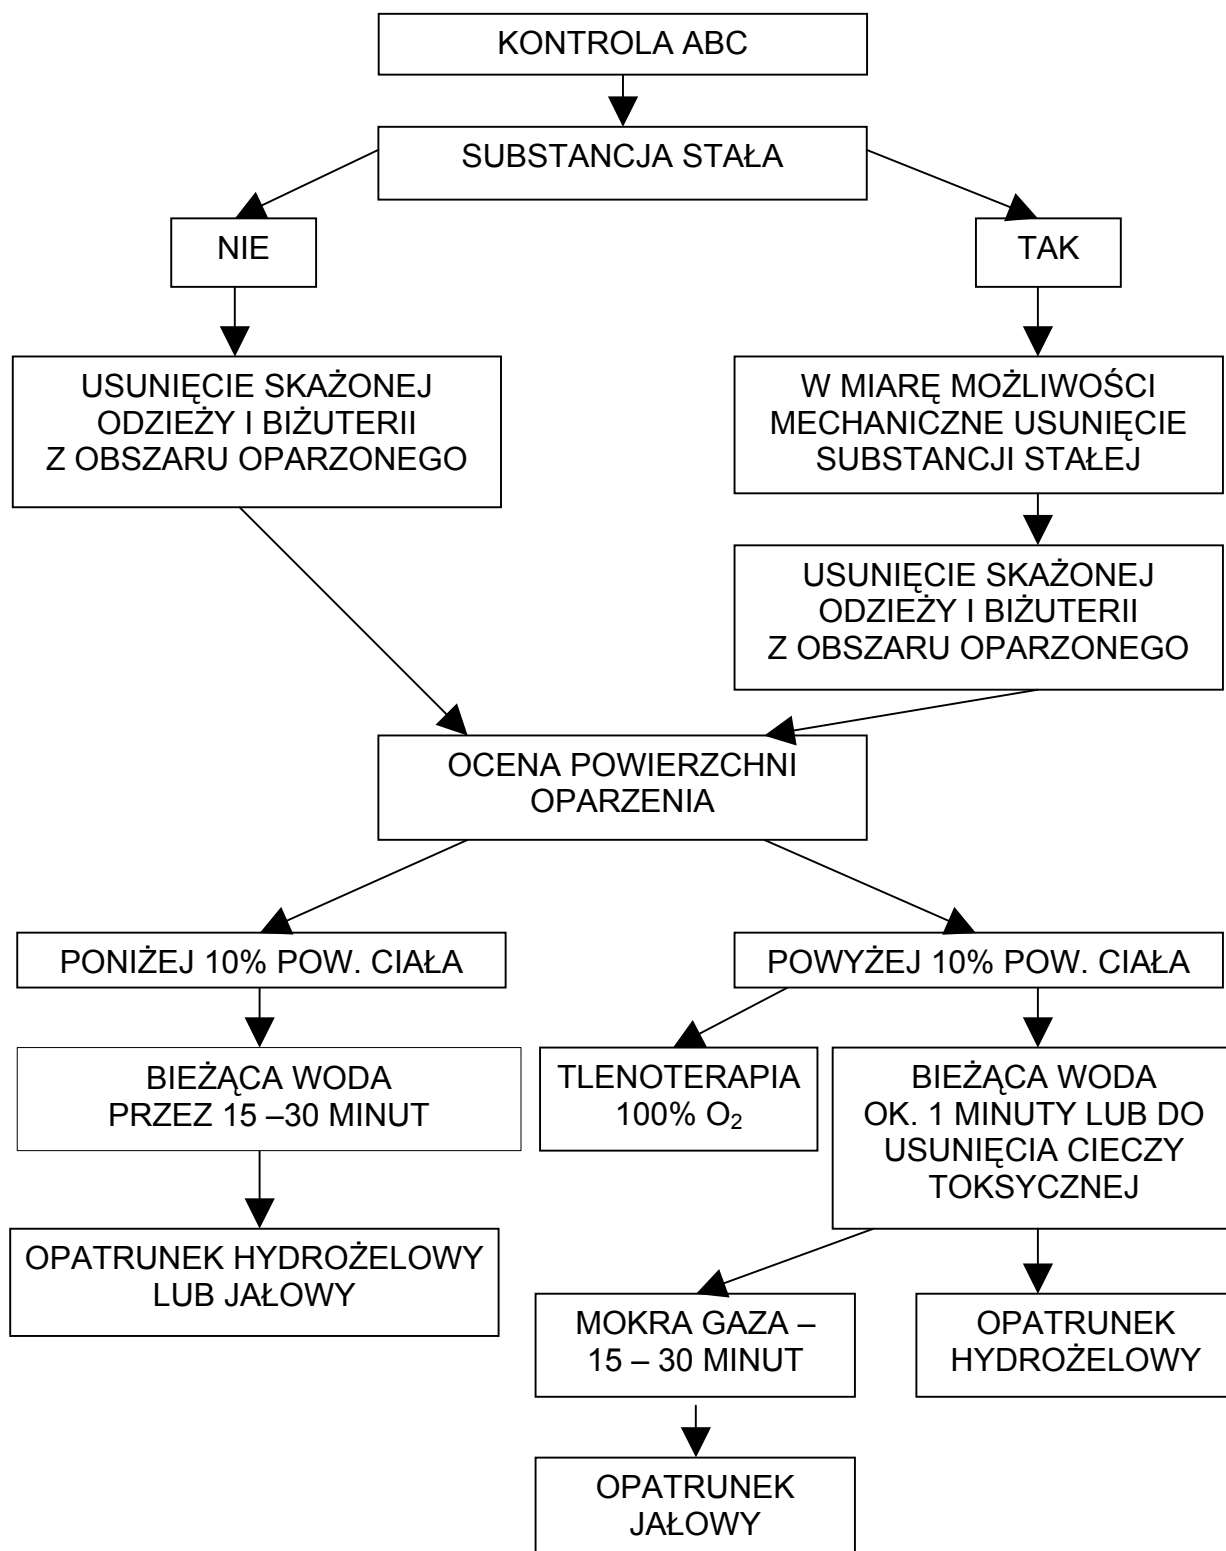 KONTROLA ABC
SUBSTANCJA STAŁA
NIE
TAK
USUNIĘCIE SKAŻONEJ
ODZIEŻY I BIŻUTERII
Z OBSZARU OPARZONEGO
W MIARĘ MOŻLIWOŚCI
MECHANICZNE USUNIĘCIE
SUBSTANCJI STAŁEJ
USUNIĘCIE SKAŻONEJ
ODZIEŻY I BIŻUTERII
Z OBSZARU OPARZONEGO
OCENA POWIERZCHNI
OPARZENIA
PONIŻEJ 10% POW. CIAŁA
POWYŻEJ 10% POW. CIAŁA
BIEŻĄCA WODA
PRZEZ 15 –30 MINUT
TLENOTERAPIA
100% O₂
BIEŻĄCA WODA
OK. 1 MINUTY LUB DO
USUNIĘCIA CIECZY
TOKSYCZNEJ
OPATRUNEK HYDROŻELOWY
LUB JAŁOWY
MOKRA GAZA –
15 – 30 MINUT
OPATRUNEK
HYDROŻELOWY
OPATRUNEK
JAŁOWY